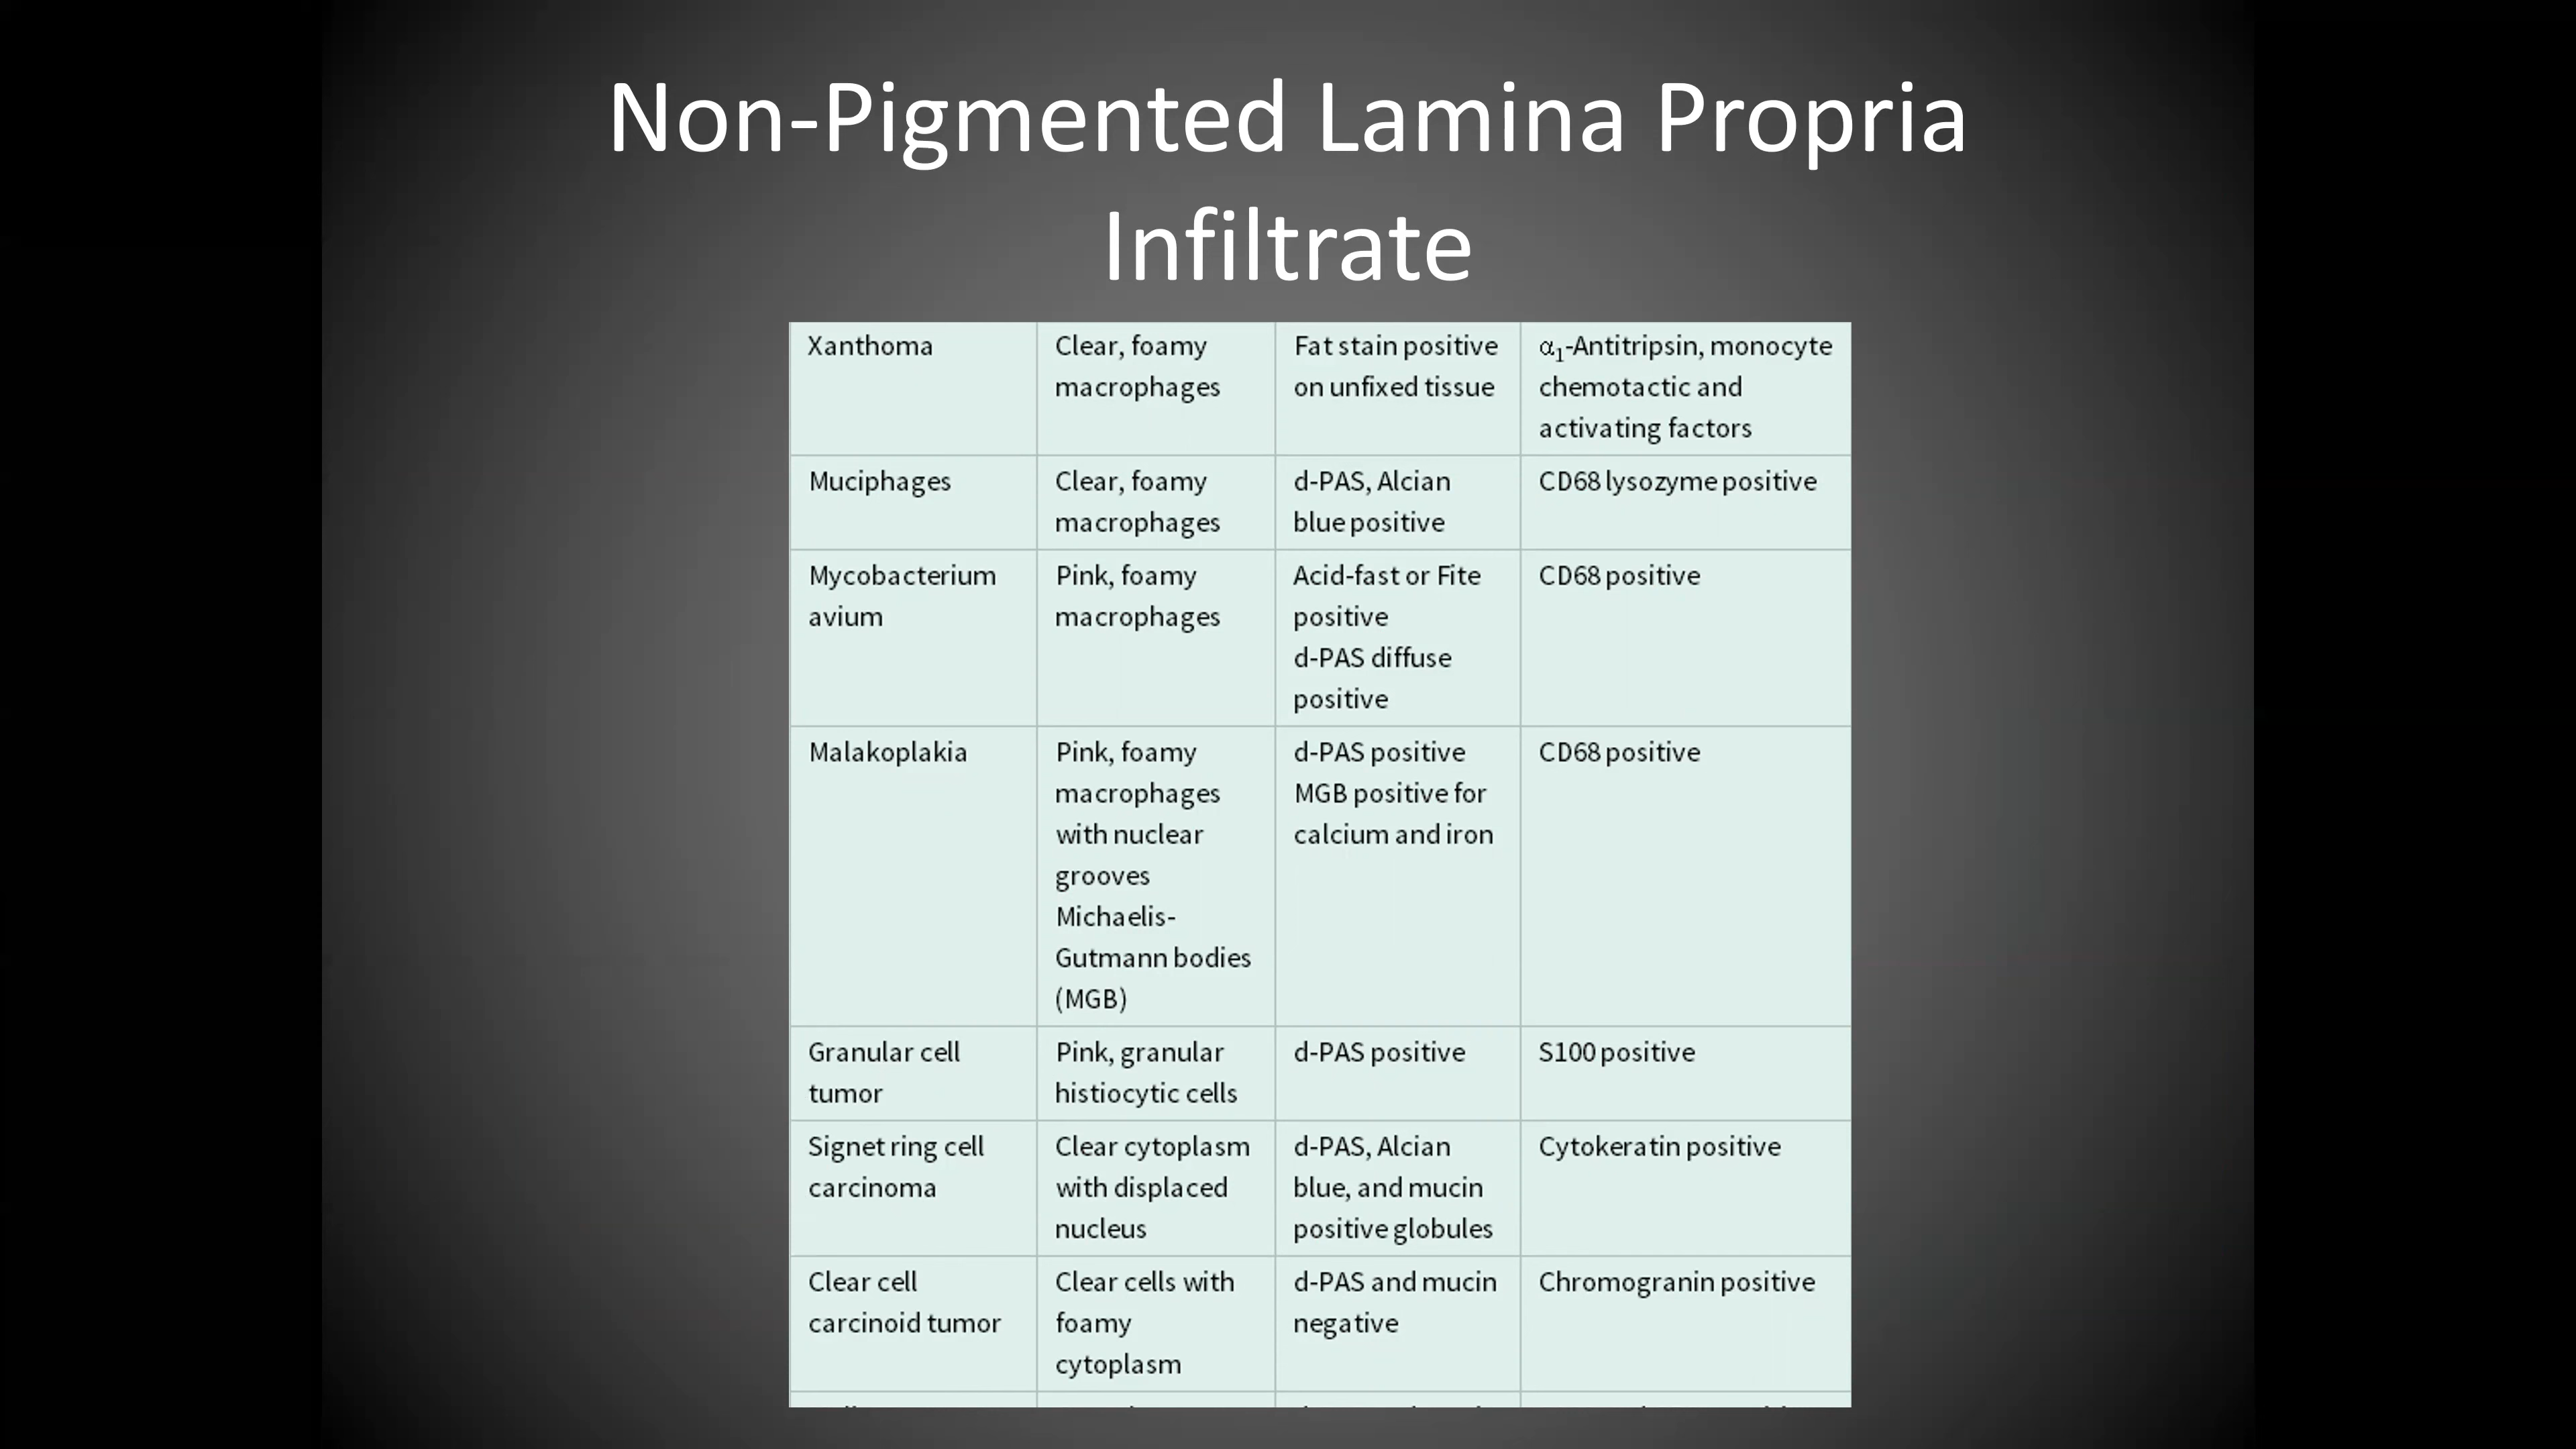 Non-Pigmented Lamina Propria
Infiltrate
Xanthoma
Clear, foamy
macrophages
Fat stain positive
on unfixed tissue
α1-Antitripsin, monocyte
chemotactic and
activating factors
Muciphages
Clear, foamy
macrophages
d-PAS, Alcian
blue positive
CD68 lysozyme positive
Mycobacterium
avium
Pink, foamy
macrophages
Acid-fast or Fite
positive
d-PAS diffuse
positive
CD68 positive
Malakoplakia
Pink, foamy
macrophages
with nuclear
grooves
Michaelis-
Gutmann bodies
(MGB)
d-PAS positive
MGB positive for
calcium and iron
CD68 positive
Granular cell
tumor
Pink, granular
histiocytic cells
d-PAS positive
S100 positive
Signet ring cell
carcinoma
Clear cytoplasm
with displaced
nucleus
d-PAS, Alcian
blue, and mucin
positive globules
Cytokeratin positive
Clear cell
carcinoid tumor
Clear cells with
foamy
cytoplasm
d-PAS and mucin
negative
Chromogranin positive